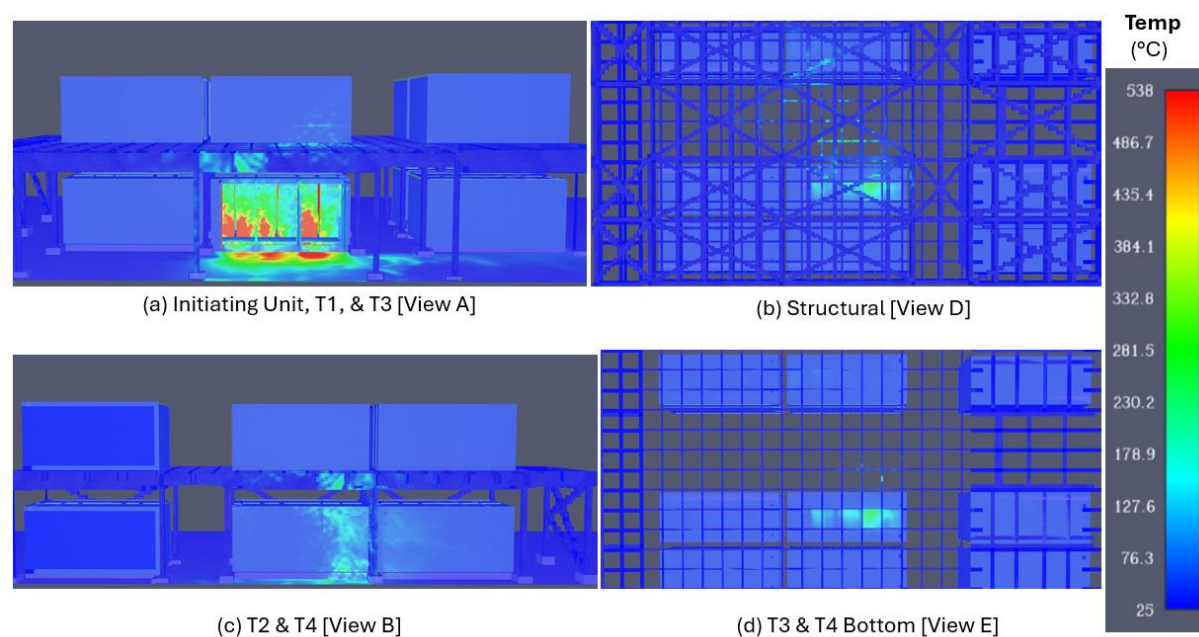 Temp
(°C)
538
486.7
435.4
384.1
332.8
281.5
230.2
178.9
127.6
76.3
25
(a) Initiating Unit, T1, & T3 [View A]
(b) Structural [View D]
(c) T2 & T4 [View B]
(d) T3 & T4 Bottom [View E]